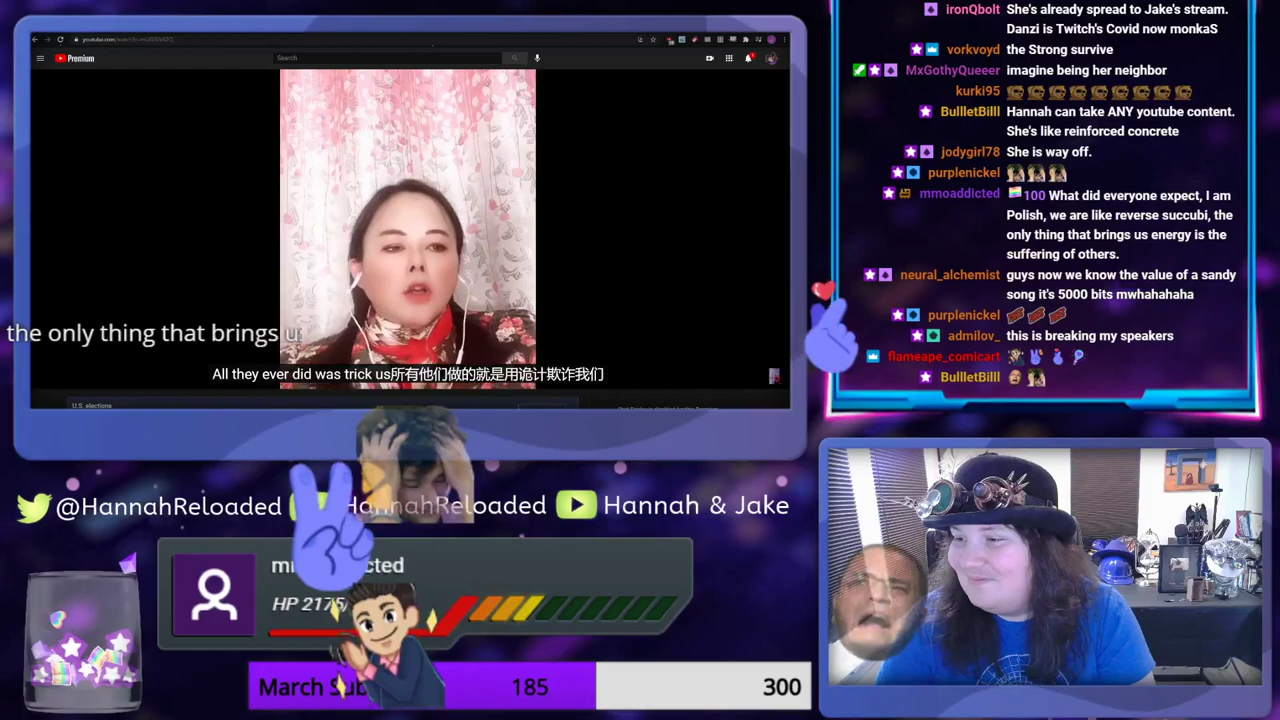 Premium
Search
the only thing that brings u
All they ever did was trick us所有他们做的就是用诡计欺诈我们
U.S. elections
@HannahReloaded
HannahReloaded
Hannah & Jake
HP 2175
March Sub
185
300
ironQbolt She's already spread to Jake's stream.
Danzi is Twitch's Covid now monkaS
vorkvoyd the Strong survive
MxGothyQueeer imagine being her neighbor
kurki95
BullletBilll Hannah can take ANY youtube content.
She's like reinforced concrete
jodygirl78 She is way off.
purplenickel
mmoaddicted 100 What did everyone expect, I am
Polish, we are like reverse succubi, the
only thing that brings us energy is the
suffering of others.
neural_alchemist guys now we know the value of a sandy
song it's 5000 bits mwhahahaha
purplenickel
admilov_ this is breaking my speakers
flameape_comicart
BullletBilll